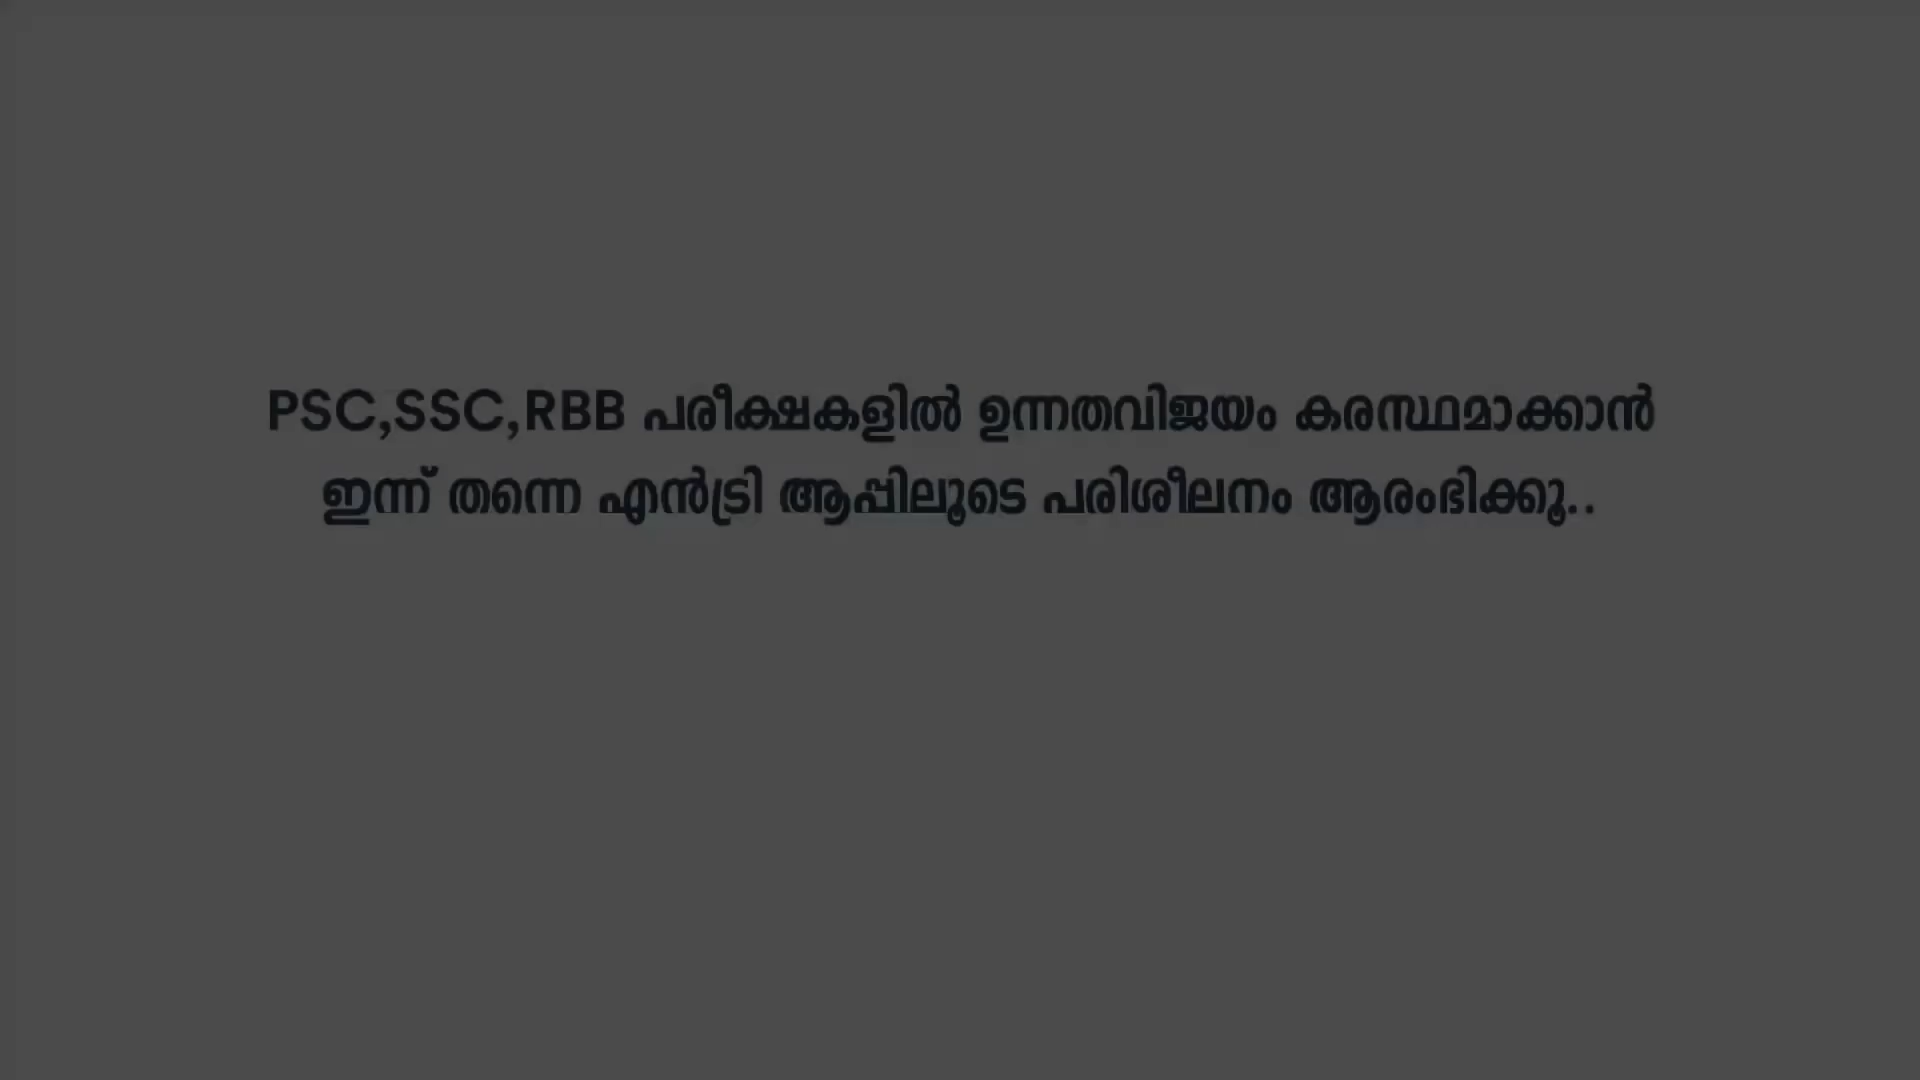 PSC,SSC,RBB പരീക്ഷകളിൽ ഉന്നതവിജയം കരസ്ഥമാക്കാൻ
ഇന്ന് തന്നെ എൻട്രി ആപ്പിലൂടെ പരിശീലനം ആരംഭിക്കൂ..